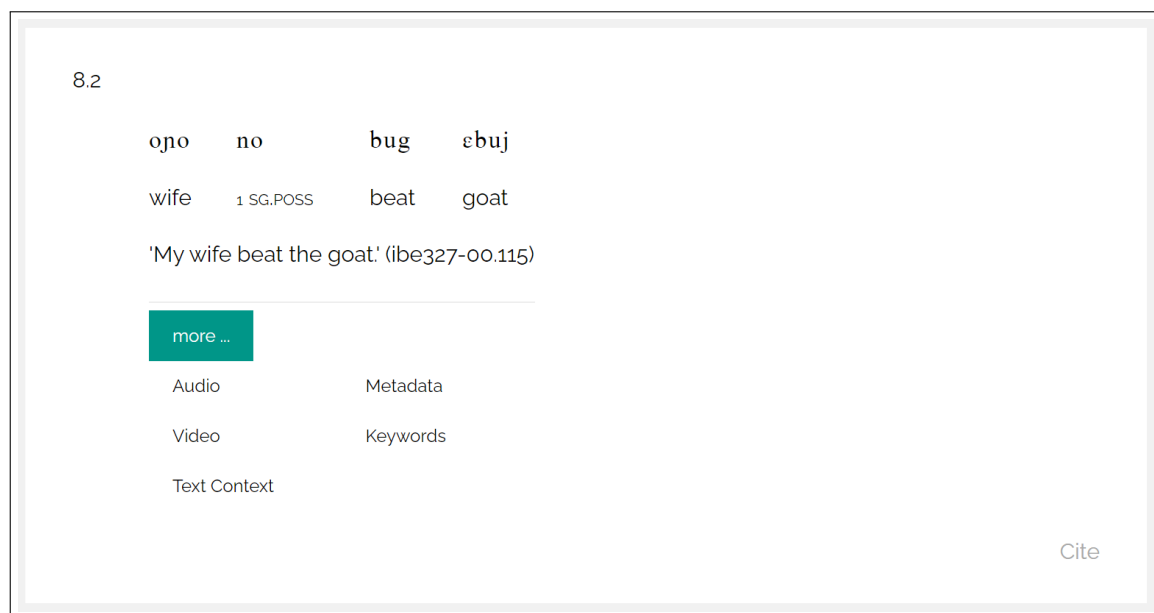 8.2
oɲo no bug ɛbuj
wife 1 SG.POSS beat goat
'My wife beat the goat.' (ibe327-00.115)
more ...
Audio Metadata
Video Keywords
Text Context
Cite